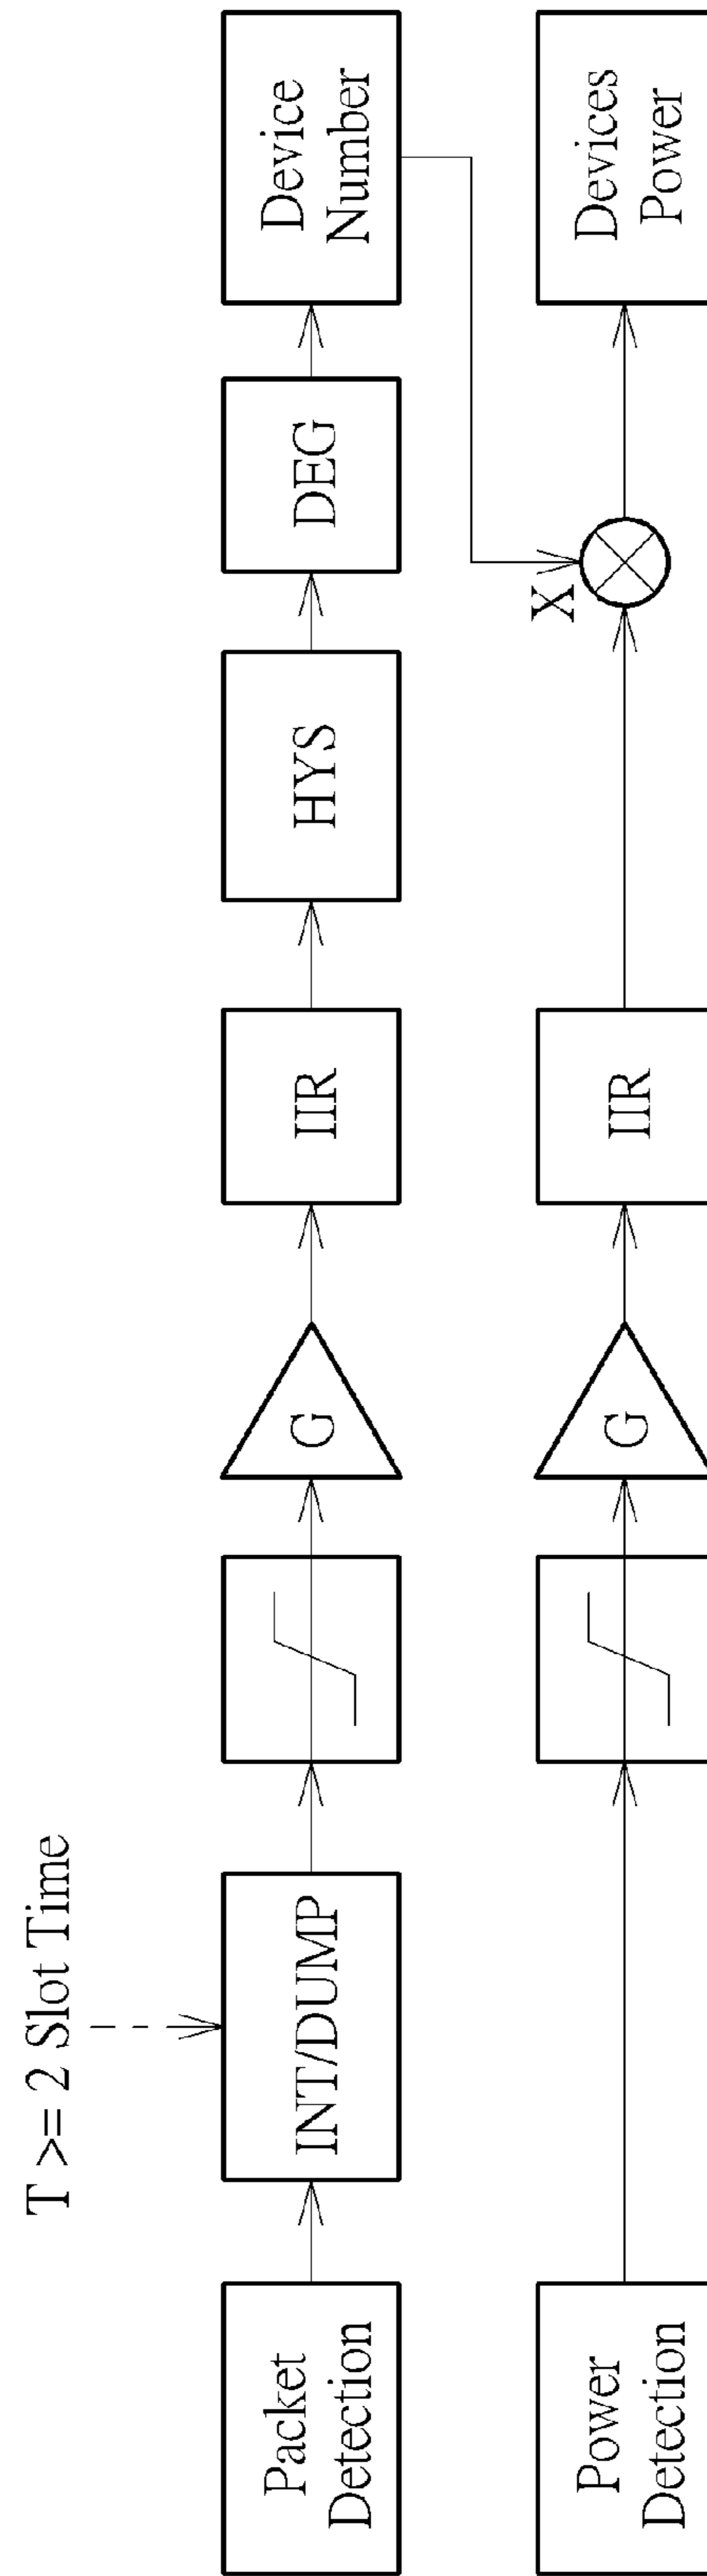 T >= 2 Slot Time
Packet
Detection
INT/DUMP
G
IIR
HYS
DEG
Device
Number
Power
Detection
G
IIR
X
Devices
Power